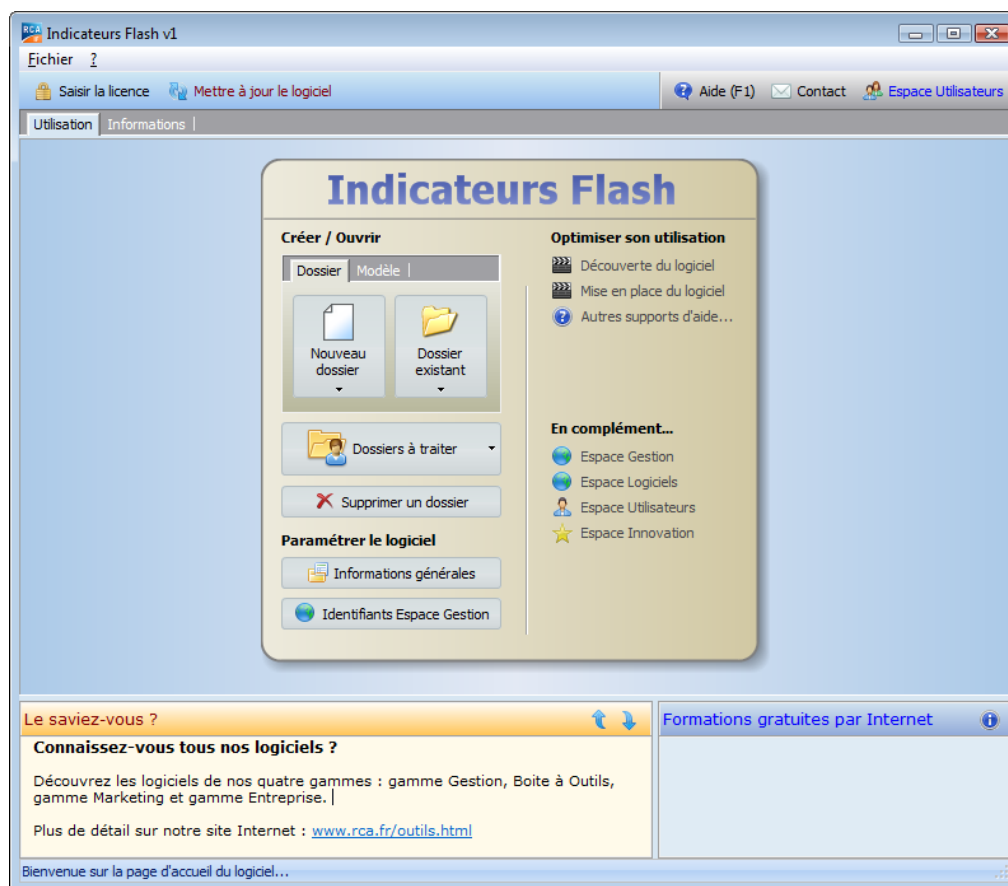 RCA
Indicateurs Flash v1
Fichier ?
Saisir la licence Mettre à jour le logiciel Aide (F1) Contact Espace Utilisateurs
Utilisation Informations
Indicateurs Flash
Créer / Ouvrir
Dossier Modèle
Nouveau
dossier
Dossier
existant
Dossiers à traiter
Supprimer un dossier
Paramétrer le logiciel
Informations générales
Identifiants Espace Gestion
Optimiser son utilisation
Découverte du logiciel
Mise en place du logiciel
Autres supports d'aide...
En complément...
Espace Gestion
Espace Logiciels
Espace Utilisateurs
Espace Innovation
Le saviez-vous ?
Connaissez-vous tous nos logiciels ?
Découvrez les logiciels de nos quatre gammes : gamme Gestion, Boite à Outils,
gamme Marketing et gamme Entreprise.
Plus de détail sur notre site Internet : www.rca.fr/outils.html
Formations gratuites par Internet
Bienvenue sur la page d'accueil du logiciel...